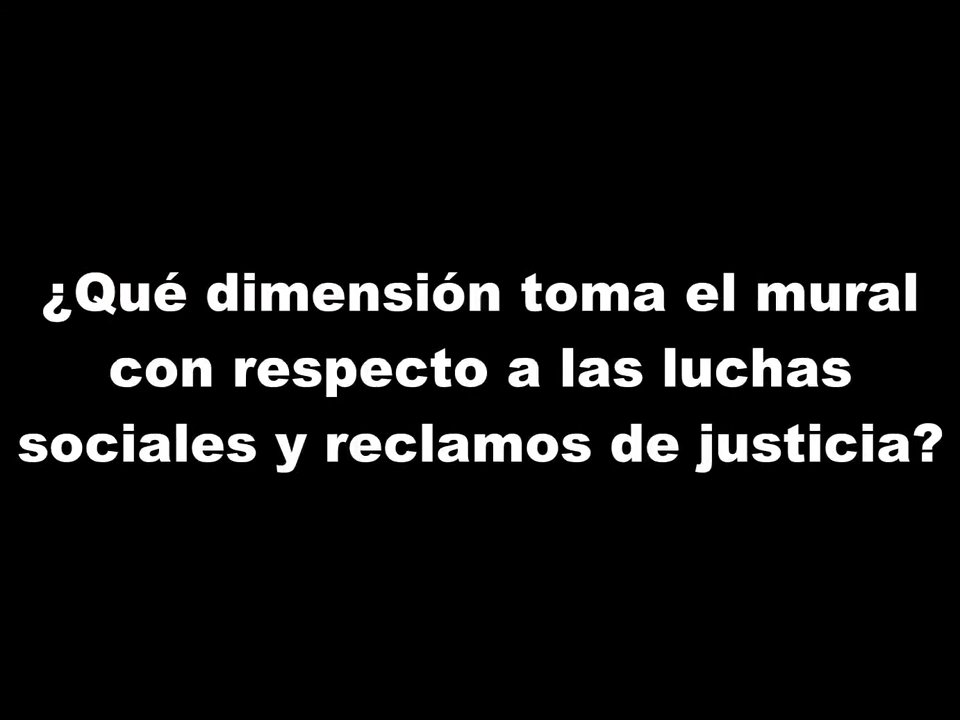 ¿Qué dimensión toma el mural
con respecto a las luchas
sociales y reclamos de justicia?